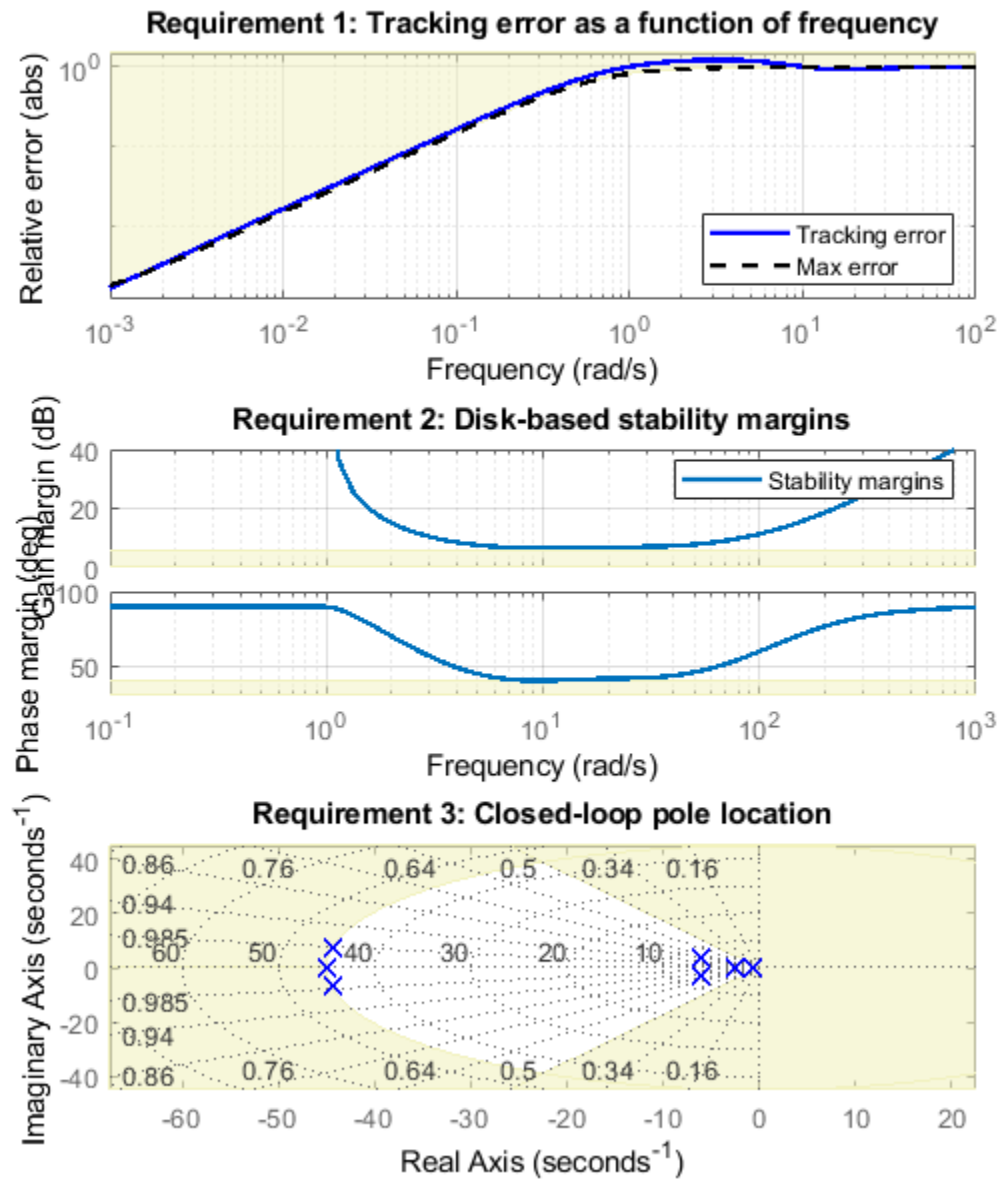 Requirement 1: Tracking error as a function of frequency
Relative error (abs)
10^0
Tracking error
Max error
10^-3 10^-2 10^-1 10^0 10^1 10^2
Frequency (rad/s)
Requirement 2: Disk-based stability margins
Gain margin (dB)
40
20
0
Stability margins
Phase margin (deg)
100
50
10^-1 10^0 10^1 10^2 10^3
Frequency (rad/s)
Requirement 3: Closed-loop pole location
Imaginary Axis (seconds^-1)
40
20
0
-20
-40
0.86 0.76 0.64 0.5 0.34 0.16
0.94
0.985
60 50 40 30 20 10
0.985
0.94
0.86 0.76 0.64 0.5 0.34 0.16
-60 -50 -40 -30 -20 -10 0 10 20
Real Axis (seconds^-1)